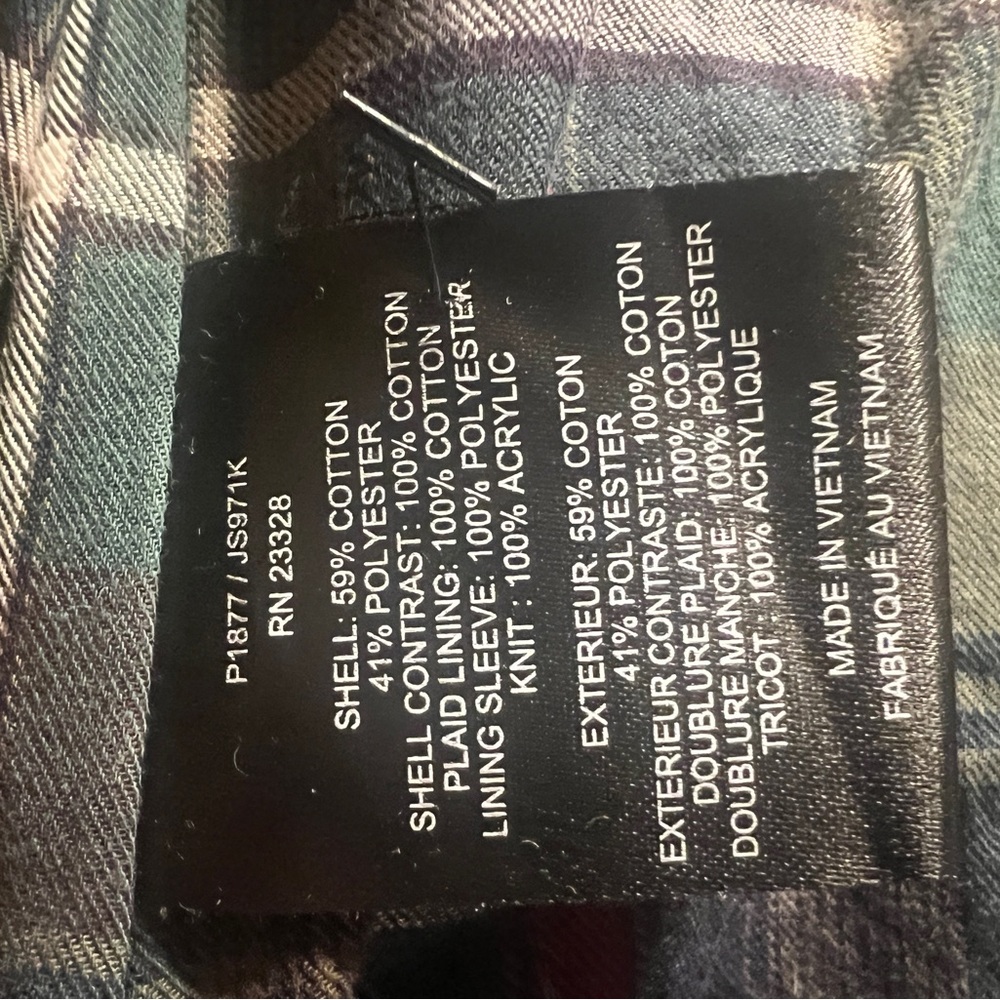 P1877 / JS971K
RN 23328
SHELL: 59% COTTON
41% POLYESTER
SHELL CONTRAST: 100% COTTON
PLAID LINING: 100% COTTON
LINING SLEEVE: 100% POLYESTER
KNIT : 100% ACRYLIC
EXTERIEUR: 59% COTON
41% POLYESTER
EXTERIEUR CONTRASTE: 100% COTON
DOUBLURE PLAID: 100% COTON
DOUBLURE MANCHE: 100% POLYESTER
TRICOT : 100% ACRYLIQUE
MADE IN VIETNAM
FABRIQUÉ AU VIETNAM